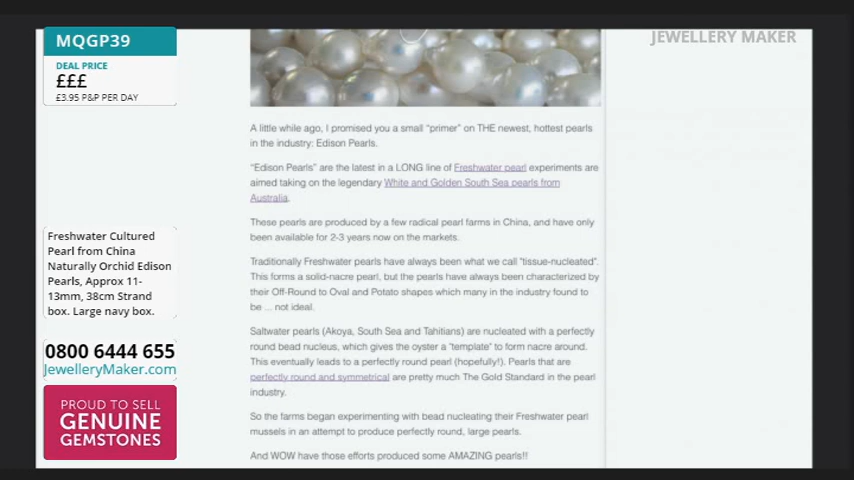 MQGP39
DEAL PRICE
£££
£3.95 P&P PER DAY
Freshwater Cultured
Pearl from China
Naturally Orchid Edison
Pearls, Approx 11-
13mm, 38cm Strand
box. Large navy box.
0800 6444 655
JewelleryMaker.com
PROUD TO SELL
GENUINE
GEMSTONES
JEWELLERY MAKER
A little while ago, I promised you a small "primer" on THE newest, hottest pearls
in the industry: Edison Pearls.
"Edison Pearls" are the latest in a LONG line of Freshwater pearl experiments are
aimed taking on the legendary White and Golden South Sea pearls from
Australia.
These pearls are produced by a few radical pearl farms in China, and have only
been available for 2-3 years now on the markets.
Traditionally Freshwater pearls have always been what we call "tissue-nucleated".
This forms a solid-nacre pearl, but the pearls have always been characterized by
their Off-Round to Oval and Potato shapes which many in the industry found to
be ... not ideal.
Saltwater pearls (Akoya, South Sea and Tahitians) are nucleated with a perfectly
round bead nucleus, which gives the oyster a "template" to form nacre around.
This eventually leads to a perfectly round pearl (hopefully!). Pearls that are
perfectly round and symmetrical are pretty much The Gold Standard in the pearl
industry.
So the farms began experimenting with bead nucleating their Freshwater pearl
mussels in an attempt to produce perfectly round, large pearls.
And WOW have those efforts produced some AMAZING pearls!!